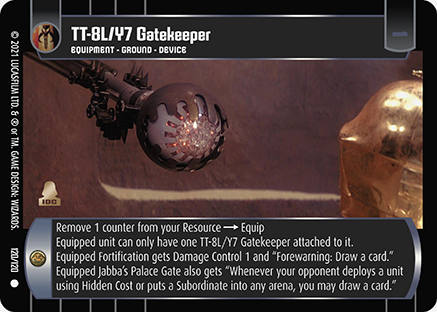 TT-8L/Y7 Gatekeeper
EQUIPMENT • GROUND • DEVICE
© 2021 LUCASFILM LTD. & ® or TM. GAME DESIGN: WIZARDS.
120/120
IDC
Remove 1 counter from your Resource → Equip
Equipped unit can only have one TT-8L/Y7 Gatekeeper attached to it.
Equipped Fortification gets Damage Control 1 and “Forewarning: Draw a card.”
Equipped Jabba’s Palace Gate also gets “Whenever your opponent deploys a unit
using Hidden Cost or puts a Subordinate into any arena, you may draw a card.”